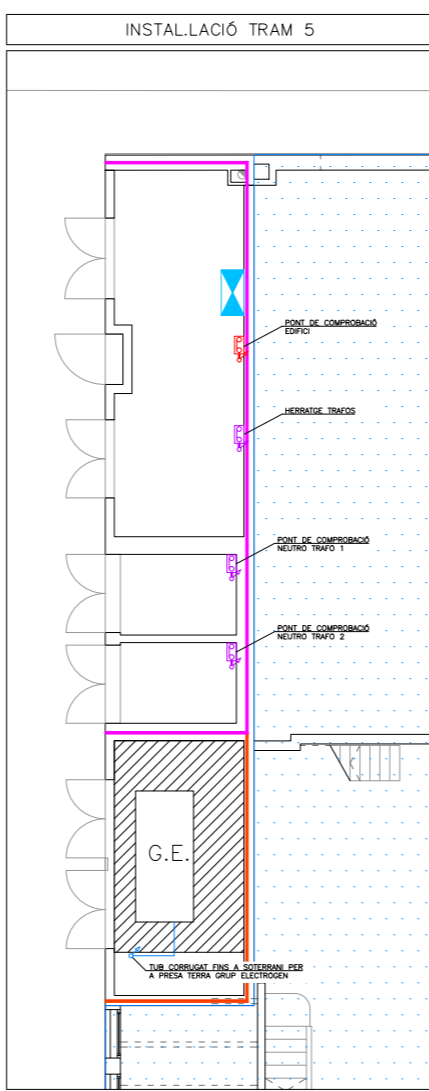 INSTAL.LACIÓ TRAM 5
PONT DE COMPROBACIÓ
EDIFICI
HERRATGE TRAFOS
PONT DE COMPROBACIÓ
NEUTRO TRAFO 1
PONT DE COMPROBACIÓ
NEUTRO TRAFO 2
G.E.
TUB CORRUGAT FINS A SOTERRANI PER
A PRESA TERRA GRUP ELECTROGEN